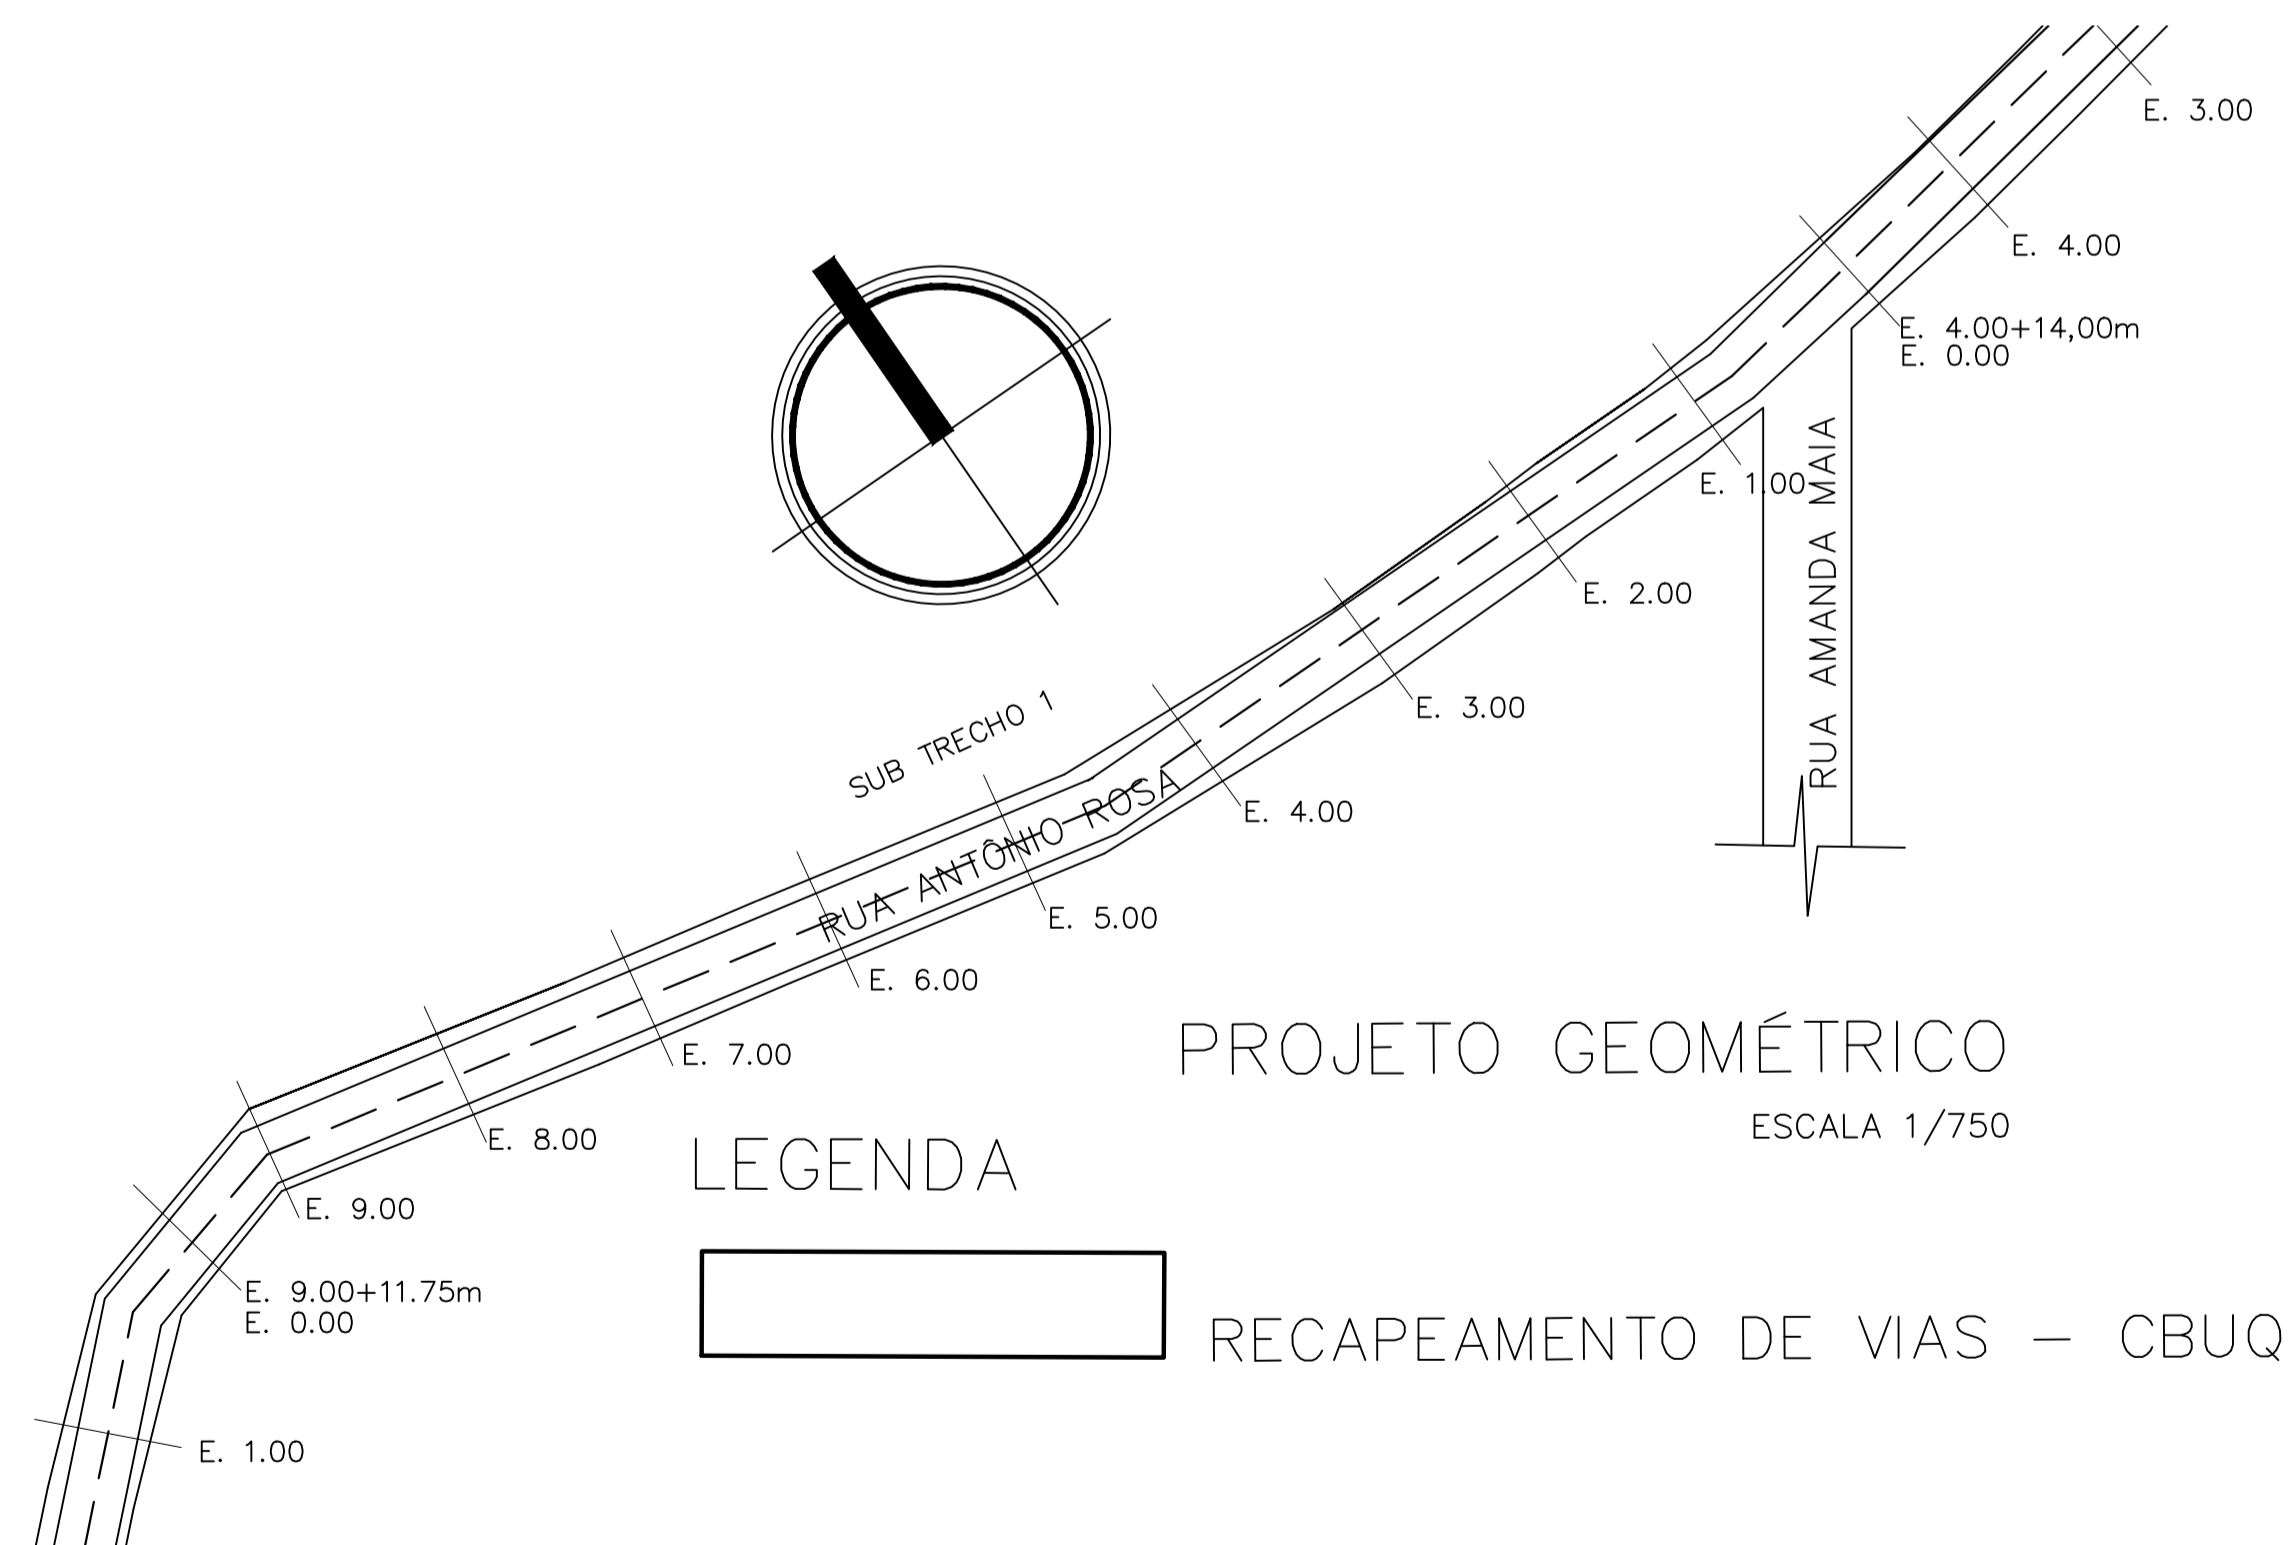 E. 3.00
E. 4.00
E. 4.00+14,00m
E. 0.00
E. 1.00
RUA AMANDA MAIA
E. 2.00
E. 3.00
SUB TRECHO 1
RUA ANTÔNIO ROSA
E. 4.00
E. 5.00
E. 6.00
E. 7.00
E. 8.00
E. 9.00
E. 9.00+11.75m
E. 0.00
E. 1.00
PROJETO GEOMÉTRICO
ESCALA 1/750
LEGENDA
RECAPEAMENTO DE VIAS – CBUQ